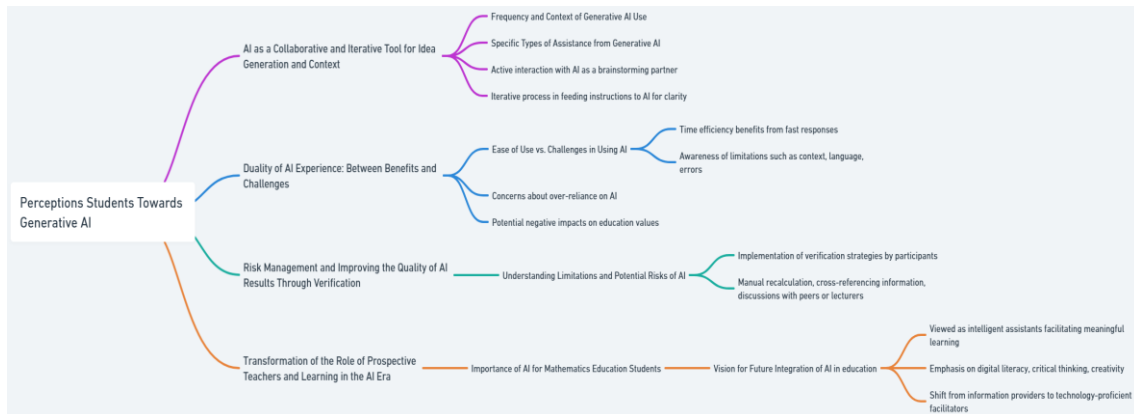 Perceptions Students Towards
Generative AI
AI as a Collaborative and Iterative Tool for Idea
Generation and Context
Frequency and Context of Generative AI Use
Specific Types of Assistance from Generative AI
Active interaction with AI as a brainstorming partner
Iterative process in feeding instructions to AI for clarity
Duality of AI Experience: Between Benefits and
Challenges
Ease of Use vs. Challenges in Using AI
Time efficiency benefits from fast responses
Awareness of limitations such as context, language,
errors
Concerns about over-reliance on AI
Potential negative impacts on education values
Risk Management and Improving the Quality of AI
Results Through Verification
Understanding Limitations and Potential Risks of AI
Implementation of verification strategies by participants
Manual recalculation, cross-referencing information,
discussions with peers or lecturers
Transformation of the Role of Prospective
Teachers and Learning in the AI Era
Importance of AI for Mathematics Education Students
Vision for Future Integration of AI in education
Viewed as intelligent assistants facilitating meaningful
learning
Emphasis on digital literacy, critical thinking, creativity
Shift from information providers to technology-proficient
facilitators